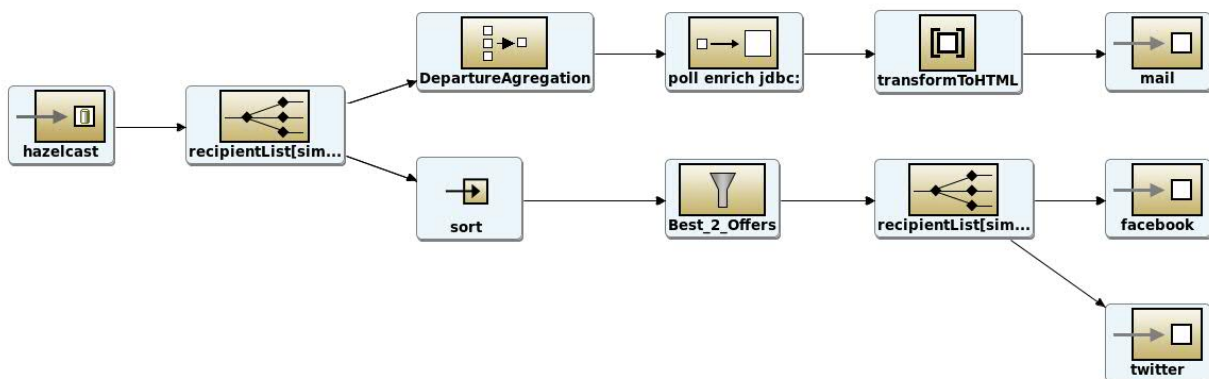 DepartureAgregation
poll enrich jdbc:
transformToHTML
mail
hazelcast
recipientList[sim...
sort
Best_2_Offers
recipientList[sim...
facebook
twitter